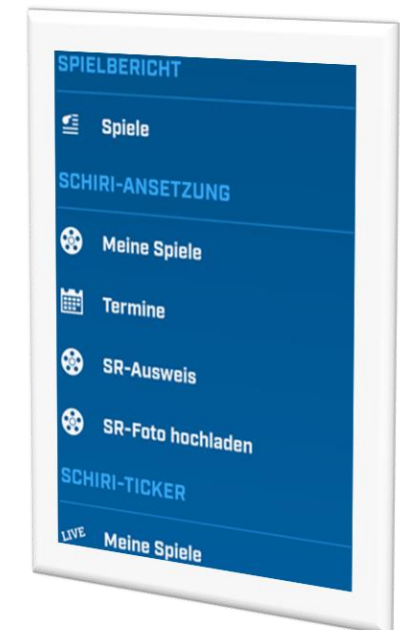 SPIELBERICHT
Spiele
SCHIRI-ANSETZUNG
Meine Spiele
Termine
SR-Ausweis
SR-Foto hochladen
SCHIRI-TICKER
LIVE Meine Spiele